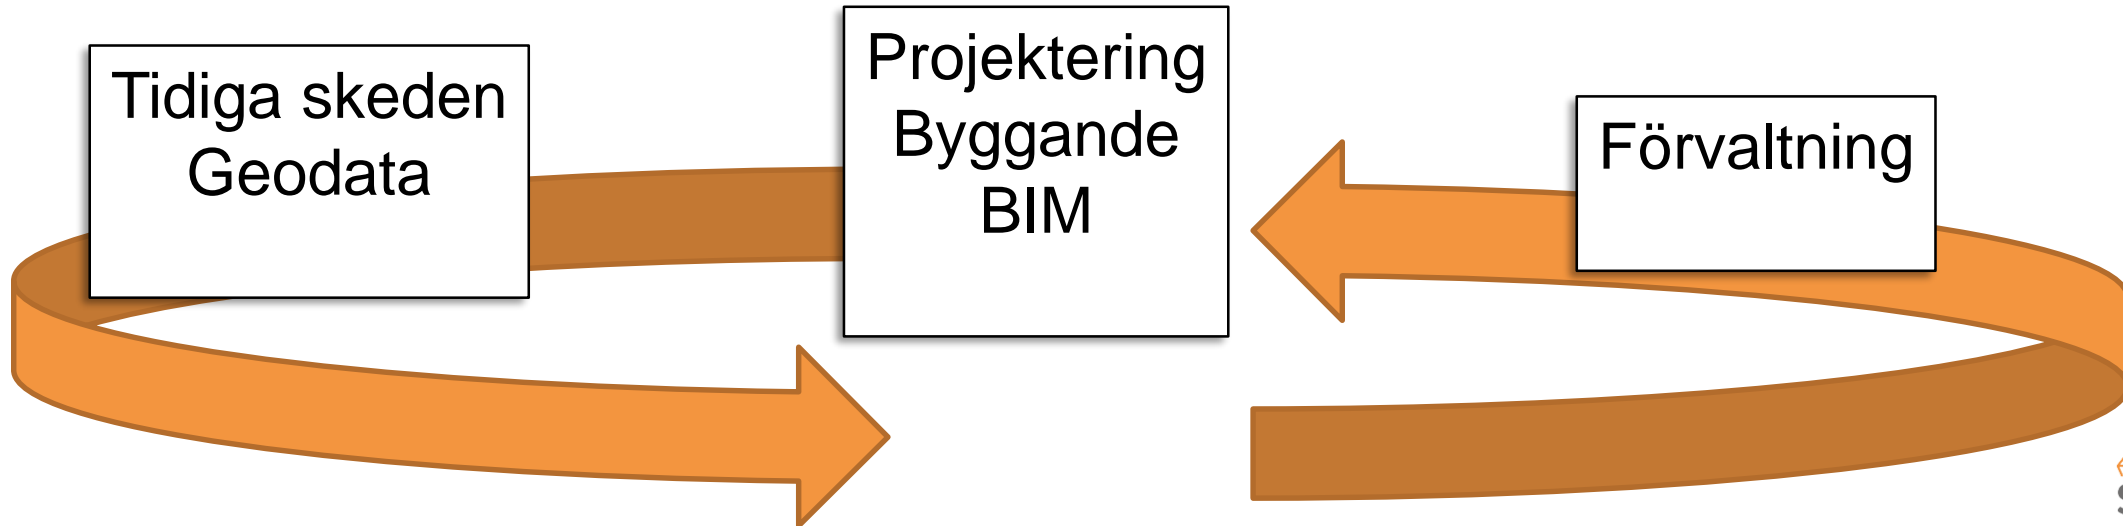 Tidiga skeden
Geodata
Projektering
Byggande
BIM
Förvaltning